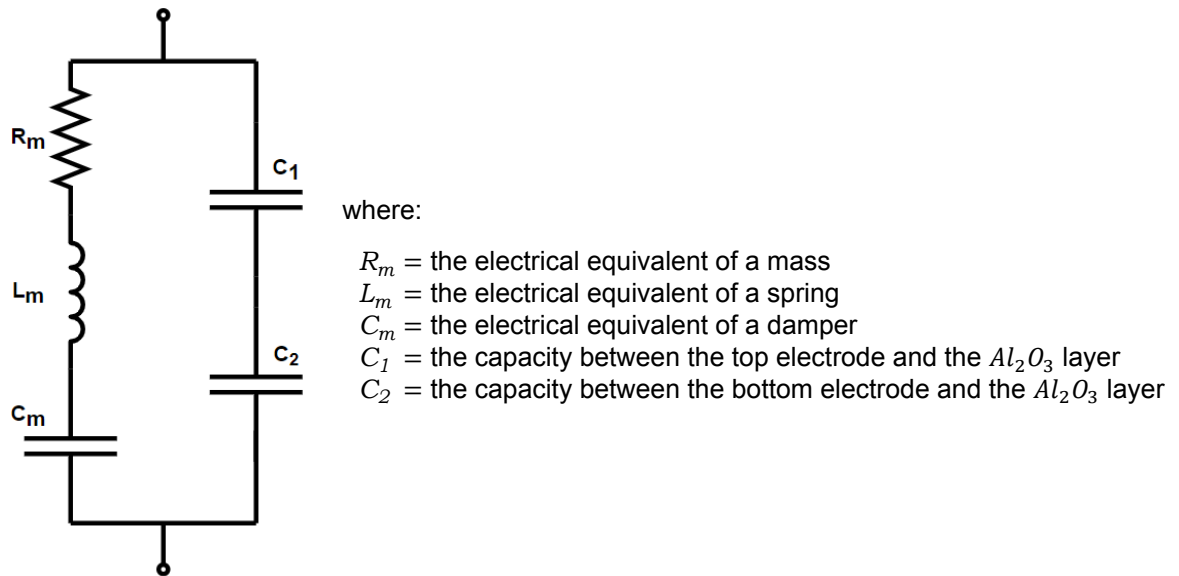 Rm
Lm
Cm
C1
C2
where:
Rm = the electrical equivalent of a mass
Lm = the electrical equivalent of a spring
Cm = the electrical equivalent of a damper
C1 = the capacity between the top electrode and the Al2O3 layer
C2 = the capacity between the bottom electrode and the Al2O3 layer